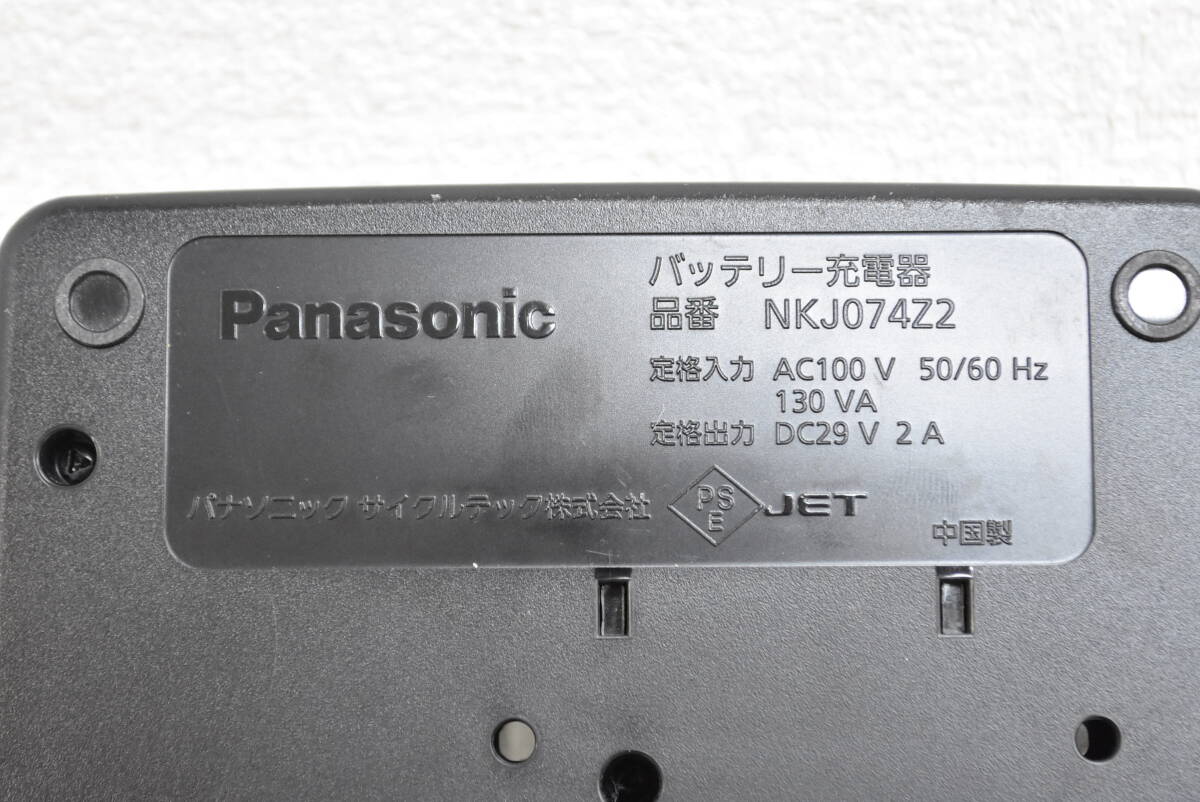 Panasonic
バッテリー充電器
品番 NKJ074Z2
定格入力 AC100 V 50/60 Hz
130 VA
定格出力 DC29 V 2 A
パナソニック サイクルテック株式会社
PS
E
JET
中国製